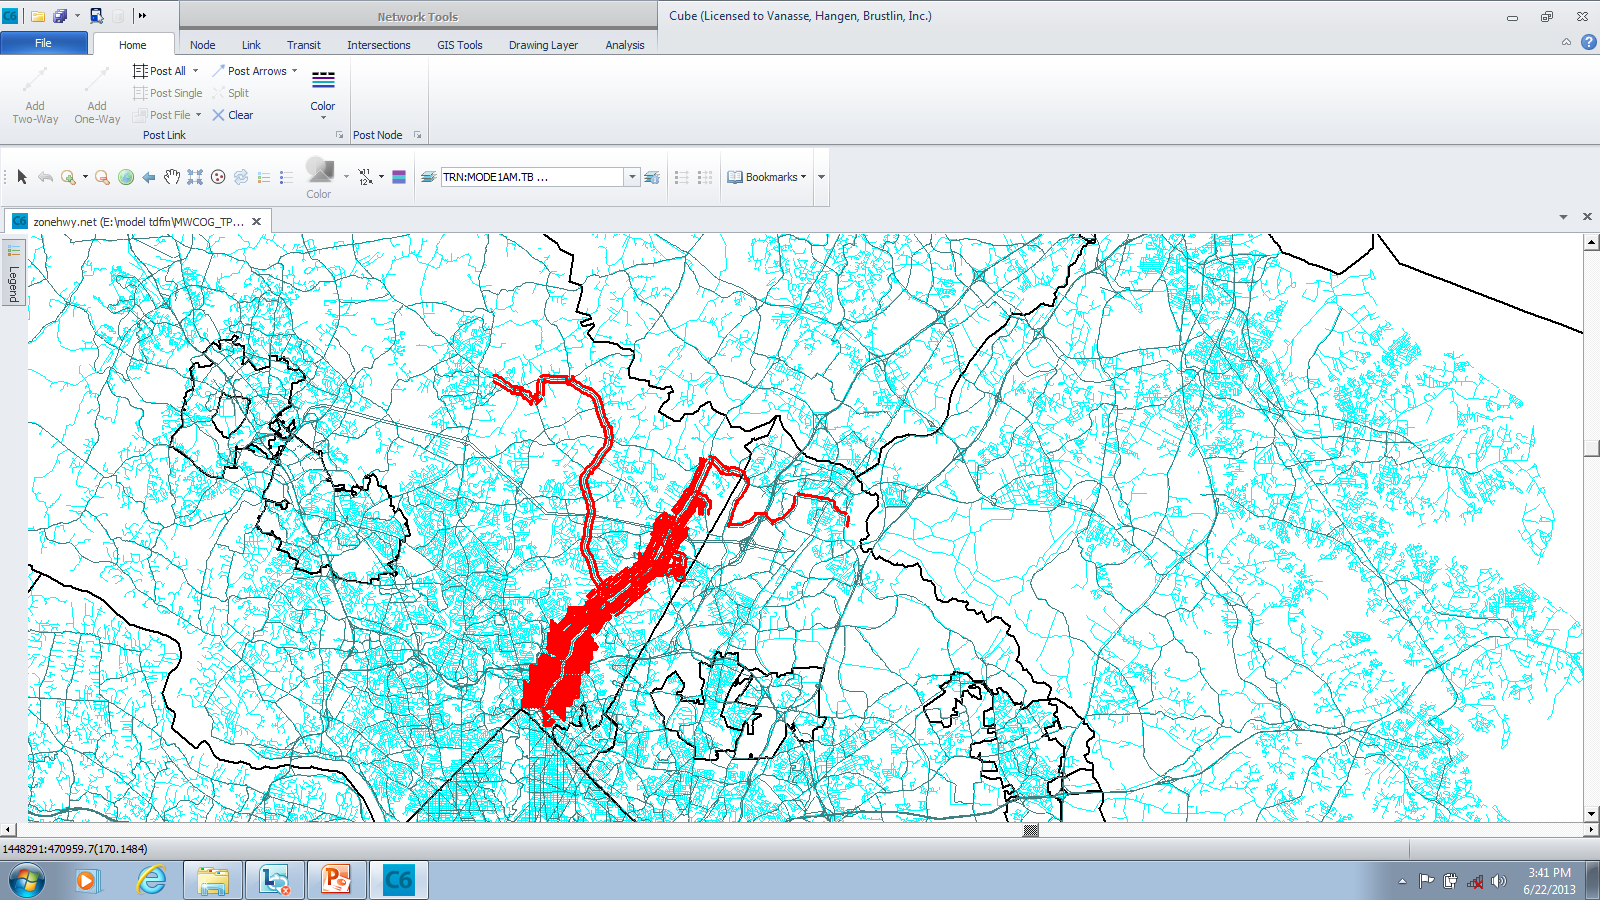 C6
Network Tools
Cube (Licensed to Vanasse, Hangen, Brustlin, Inc.)
File
Home
Node
Link
Transit
Intersections
GIS Tools
Drawing Layer
Analysis
Add
Two-Way
Add
One-Way
Post All
Post Single
Post File
Post Arrows
Split
Clear
Color
Post Link
Post Node
Color
TRN:MODE1AM.TB ...
Bookmarks
C6
zonehwy.net (E:\model tdfm\MWCOG_TP...
Legend
1448291:470959.7(170.1484)
C6
3:41 PM
6/22/2013